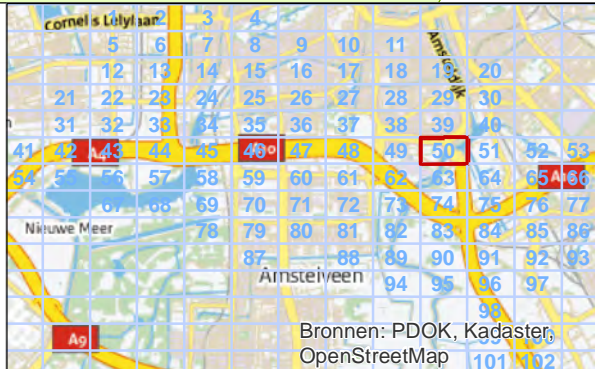 Cornelis Lelylaan 2 3 4
5 6 7 8 9 10 11
Amsteldijk
12 13 14 15 16 17 18 19 20
21 22 23 24 25 26 27 28 29 30
31 32 33 34 35 36 37 38 39 40
41 42 43 44 45 46 47 48 49 50 51 52 53
54 55 56 57 58 59 60 61 62 63 64 65 66
67 68 69 70 71 72 73 74 75 76 77
Nieuwe Meer 78 79 80 81 82 83 84 85 86
87 88 89 90 91 92 93
Amstelveen 94 95 96 97
98
A9 Bronnen: PDOK, Kadaster,
OpenStreetMap
101 102